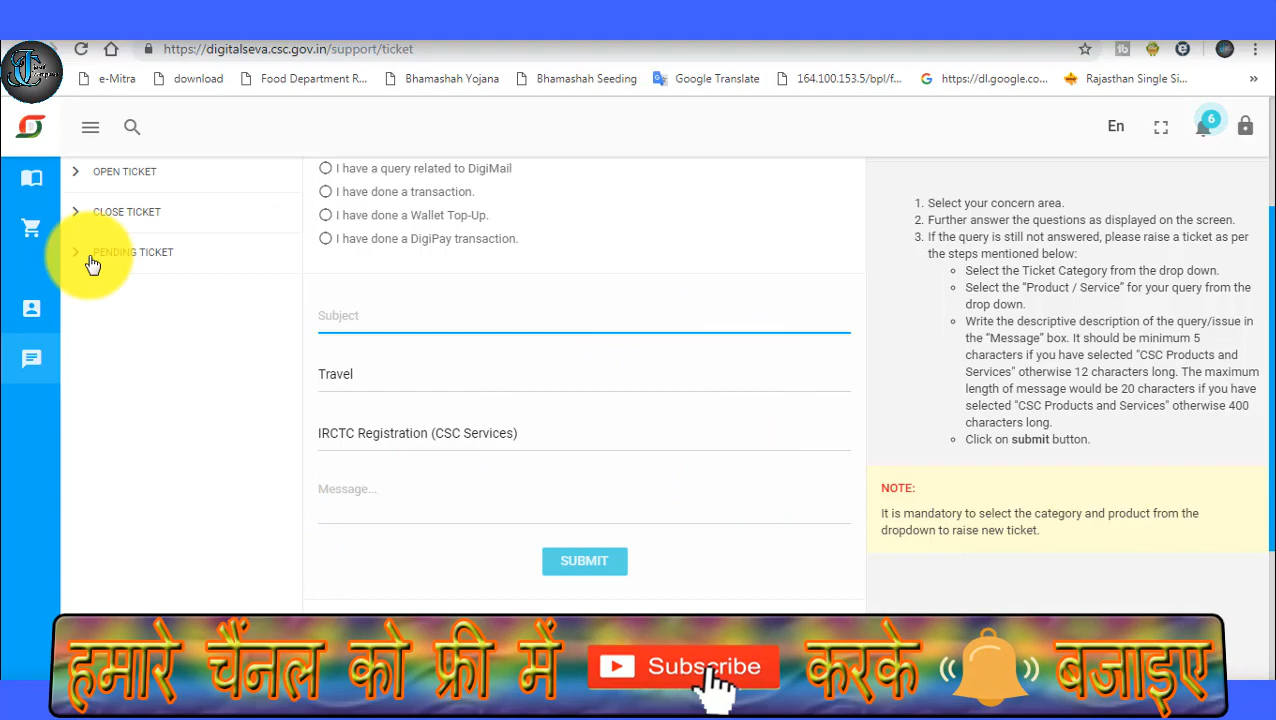 https://digitalseva.csc.gov.in/support/ticket
e-Mitra
download
Food Department R...
Bhamashah Yojana
Bhamashah Seeding
Google Translate
164.100.153.5/bpl/f...
https://dl.google.co...
Rajasthan Single Si...
»
En
6
OPEN TICKET
CLOSE TICKET
PENDING TICKET
I have a query related to DigiMail
I have done a transaction.
I have done a Wallet Top-Up.
I have done a DigiPay transaction.
Subject
Travel
IRCTC Registration (CSC Services)
Message...
SUBMIT
1. Select your concern area.
2. Further answer the questions as displayed on the screen.
3. If the query is still not answered, please raise a ticket as per
the steps mentioned below:
Select the Ticket Category from the drop down.
Select the “Product / Service” for your query from the
drop down.
Write the descriptive description of the query/issue in
the “Message” box. It should be minimum 5
characters if you have selected "CSC Products and
Services" otherwise 12 characters long. The maximum
length of message would be 20 characters if you have
selected "CSC Products and Services" otherwise 400
characters long.
Click on submit button.
NOTE:
It is mandatory to select the category and product from the
dropdown to raise new ticket.
हमारे चैंनल को फ्री में Subscribe करके बजाइए